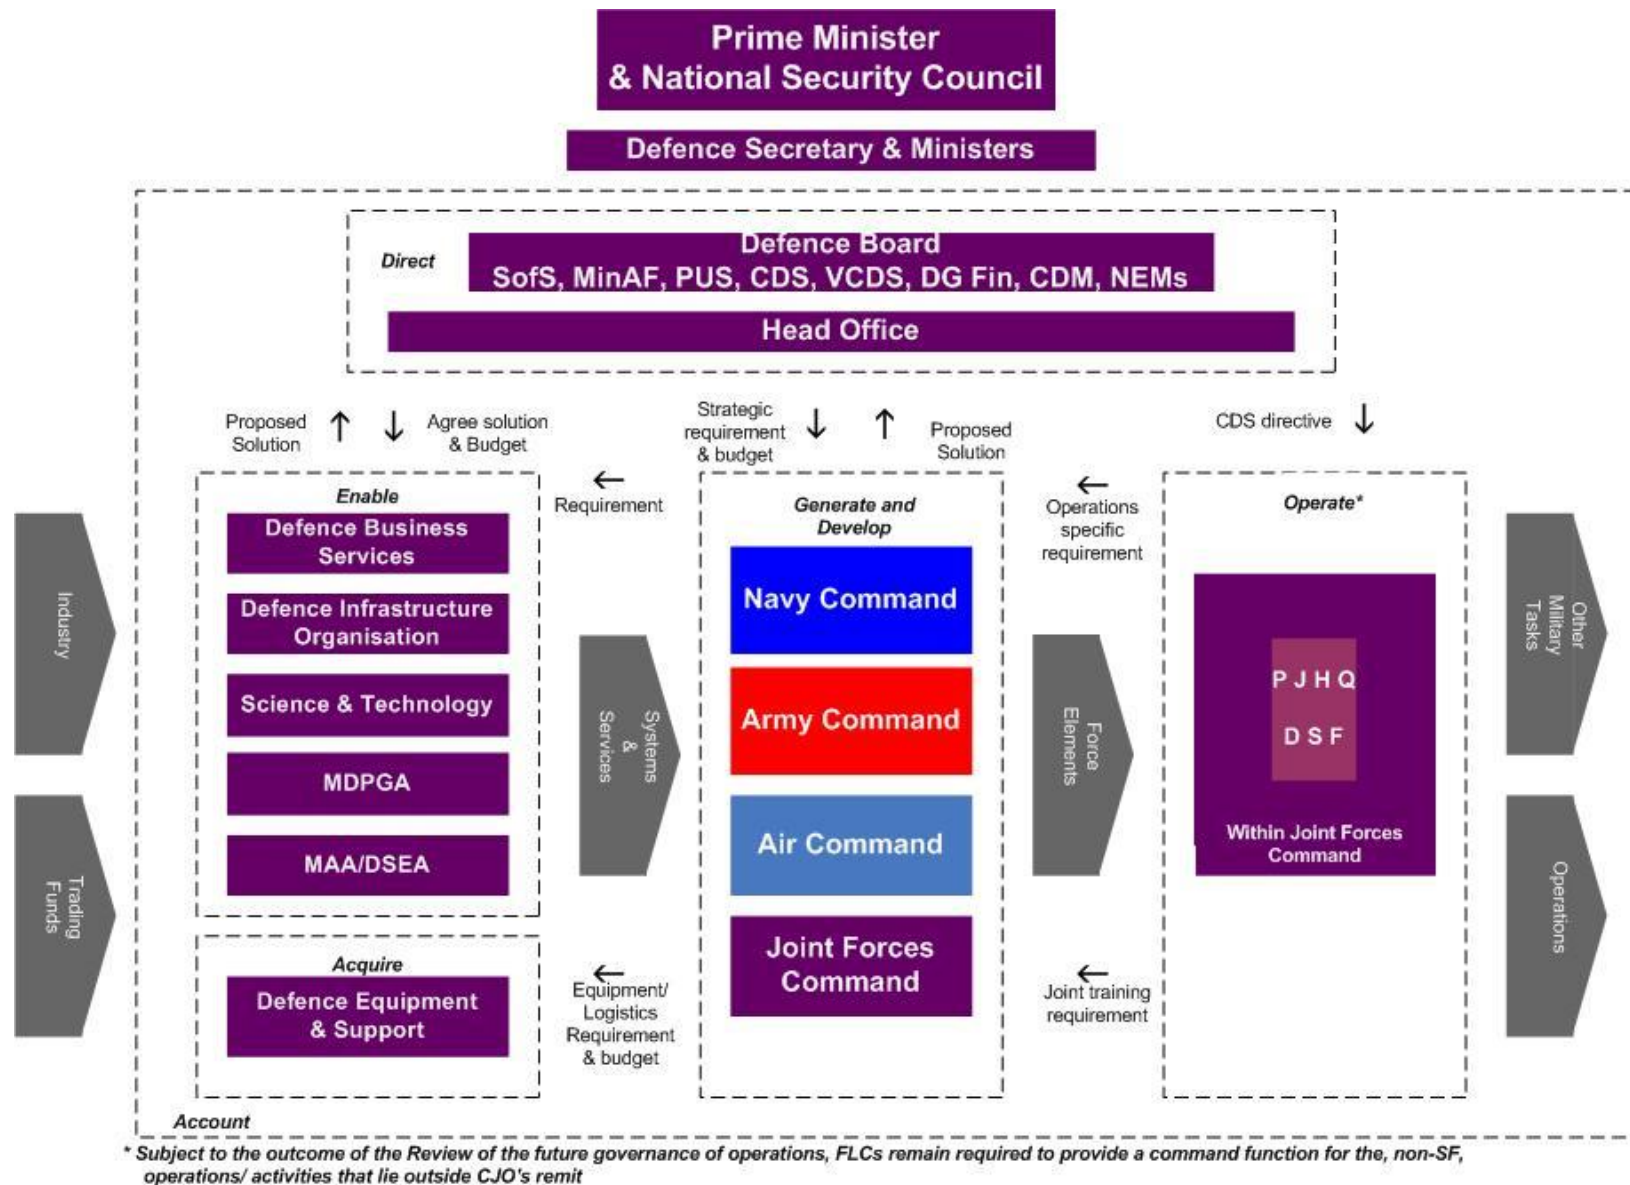 Prime Minister
& National Security Council
Defence Secretary & Ministers
Direct
Defence Board
SofS, MinAF, PUS, CDS, VCDS, DG Fin, CDM, NEMs
Head Office
Proposed
Solution
Agree solution
& Budget
Strategic
requirement
& budget
Proposed
Solution
CDS directive
Enable
Defence Business
Services
Defence Infrastructure
Organisation
Science & Technology
MDPGA
MAA/DSEA
Acquire
Defence Equipment
& Support
Industry
Trading
Funds
Requirement
Systems
&
Services
Equipment/
Logistics
Requirement
& budget
Generate and
Develop
Navy Command
Army Command
Air Command
Joint Forces
Command
Operations
specific
requirement
Force
Elements
Joint training
requirement
Operate*
P J H Q
D S F
Within Joint Forces
Command
Other
Military
Tasks
Operations
Account
* Subject to the outcome of the Review of the future governance of operations, FLCs remain required to provide a command function for the, non-SF,
operations/ activities that lie outside CJO's remit